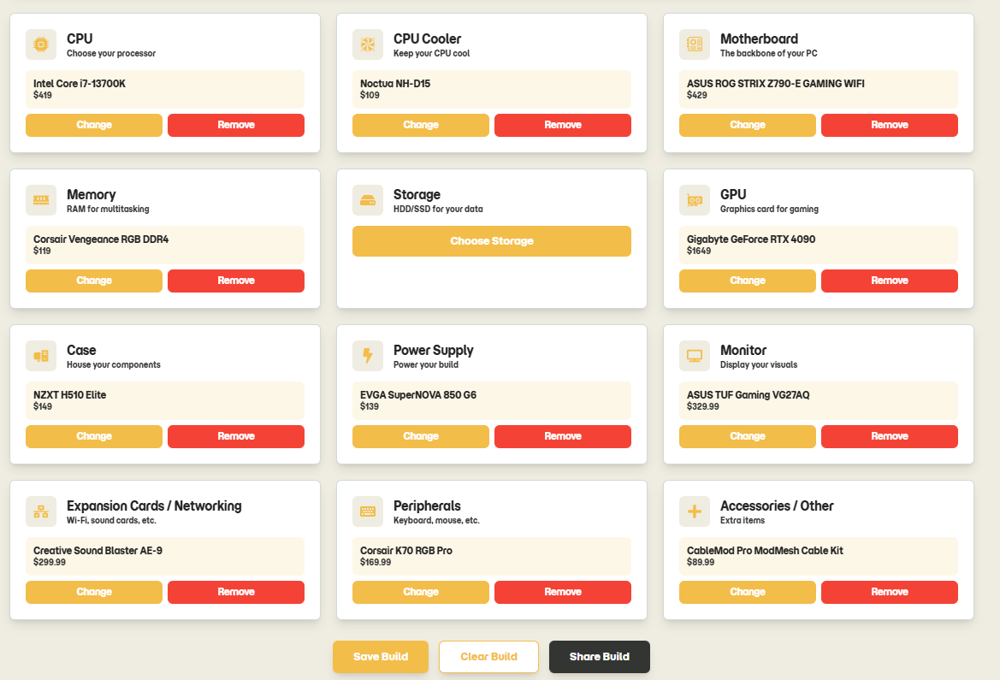 CPU
Choose your processor
Intel Core i7-13700K
$419
Change
Remove
CPU Cooler
Keep your CPU cool
Noctua NH-D15
$109
Change
Remove
Motherboard
The backbone of your PC
ASUS ROG STRIX Z790-E GAMING WIFI
$429
Change
Remove
Memory
RAM for multitasking
Corsair Vengeance RGB DDR4
$119
Change
Remove
Storage
HDD/SSD for your data
Choose Storage
GPU
Graphics card for gaming
Gigabyte GeForce RTX 4090
$1649
Change
Remove
Case
House your components
NZXT H510 Elite
$149
Change
Remove
Power Supply
Power your build
EVGA SuperNOVA 850 G6
$139
Change
Remove
Monitor
Display your visuals
ASUS TUF Gaming VG27AQ
$329.99
Change
Remove
Expansion Cards / Networking
Wi-Fi, sound cards, etc.
Creative Sound Blaster AE-9
$299.99
Change
Remove
Peripherals
Keyboard, mouse, etc.
Corsair K70 RGB Pro
$169.99
Change
Remove
Accessories / Other
Extra items
CableMod Pro ModMesh Cable Kit
$89.99
Change
Remove
Save Build
Clear Build
Share Build